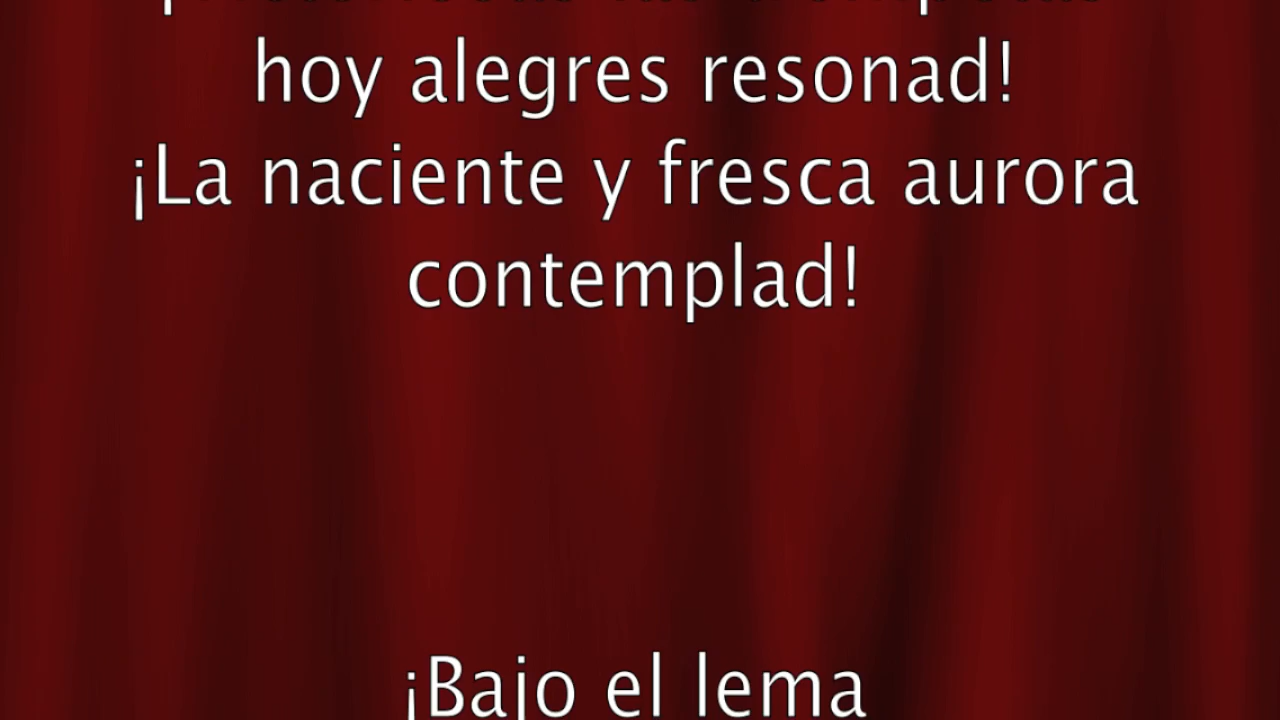 hoy alegres resonad!
¡La naciente y fresca aurora
contemplad!
¡Bajo el lema